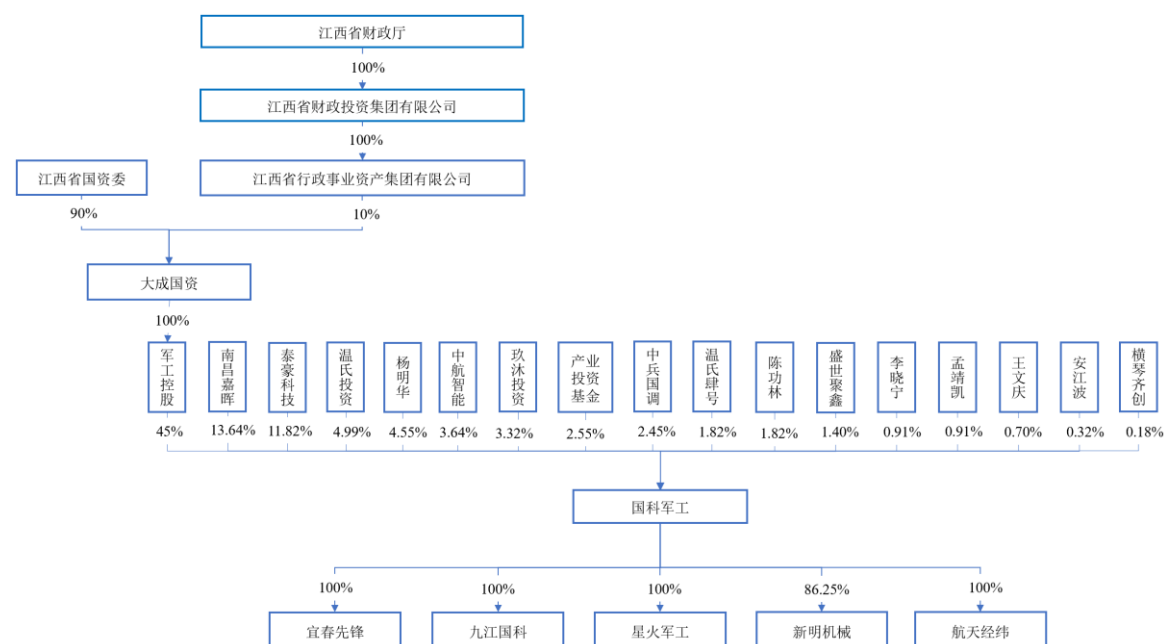 江西省财政厅
100%
江西省财政投资集团有限公司
100%
江西省国资委
江西省行政事业资产集团有限公司
90%
10%
大成国资
100%
军工控股
南昌嘉晖
泰豪科技
温氏投资
杨明华
中航智能
玖沐投资
产业投资基金
中兵国调
温氏肆号
陈功林
盛世聚鑫
李晓宁
孟靖凯
王文庆
安江波
横琴齐创
45%
13.64%
11.82%
4.99%
4.55%
3.64%
3.32%
2.55%
2.45%
1.82%
1.82%
1.40%
0.91%
0.91%
0.70%
0.32%
0.18%
国科军工
100%
100%
100%
86.25%
100%
宜春先锋
九江国科
星火军工
新明机械
航天经纬